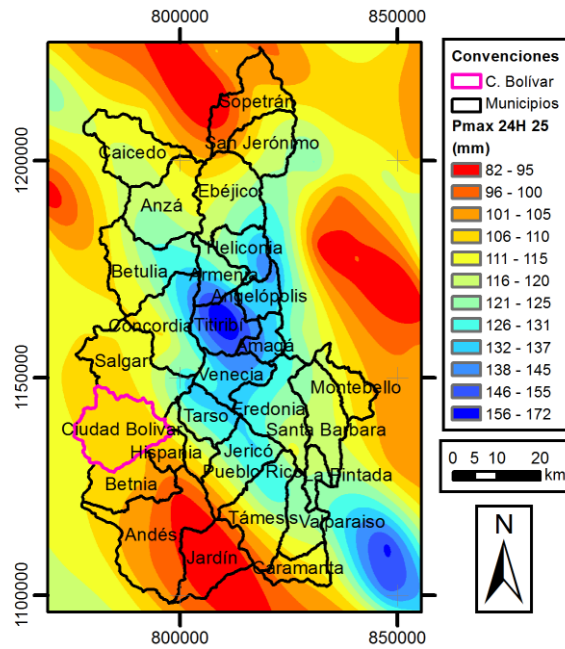 800000 850000
1200000
1150000
1100000
Sopetrán
San Jerónimo
Caicedo
Ebéjico
Anzá
Heliconia
Betulia
Armenia
Angelópolis
Concordia
Titiribí
Amagá
Salgar
Venecia
Montebello
Tarso
Fredonia
Ciudad Bolívar
Santa Barbara
Hispania
Jericó
Betnia
Pueblo Rico
La Pintada
Andés
Támesis
Valparaiso
Jardín
Caramanta
800000 850000
Convenciones
C. Bolívar
Municipios
Pmax 24H 25
(mm)
82 - 95
96 - 100
101 - 105
106 - 110
111 - 115
116 - 120
121 - 125
126 - 131
132 - 137
138 - 145
146 - 155
156 - 172
0 5 10 20
km
N